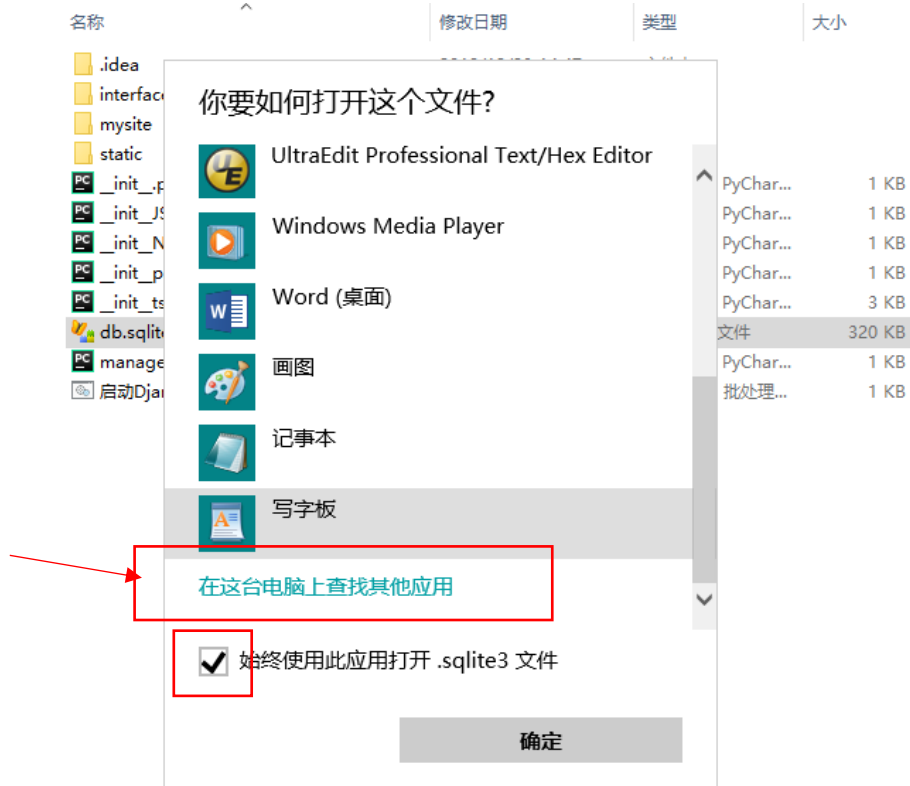 名称 修改日期 类型 大小
.idea
你要如何打开这个文件?
interfac
mysite
UltraEdit Professional Text/Hex Editor
static
__init__.p PyChar... 1 KB
__init__JS PyChar... 1 KB
Windows Media Player
__init__N PyChar... 1 KB
__init__p PyChar... 1 KB
Word (桌面)
__init__ts PyChar... 3 KB
db.sqlite 文件 320 KB
manage PyChar... 1 KB
画图
启动Djan 批处理... 1 KB
记事本
写字板
在这台电脑上查找其他应用
始终使用此应用打开 .sqlite3 文件
确定